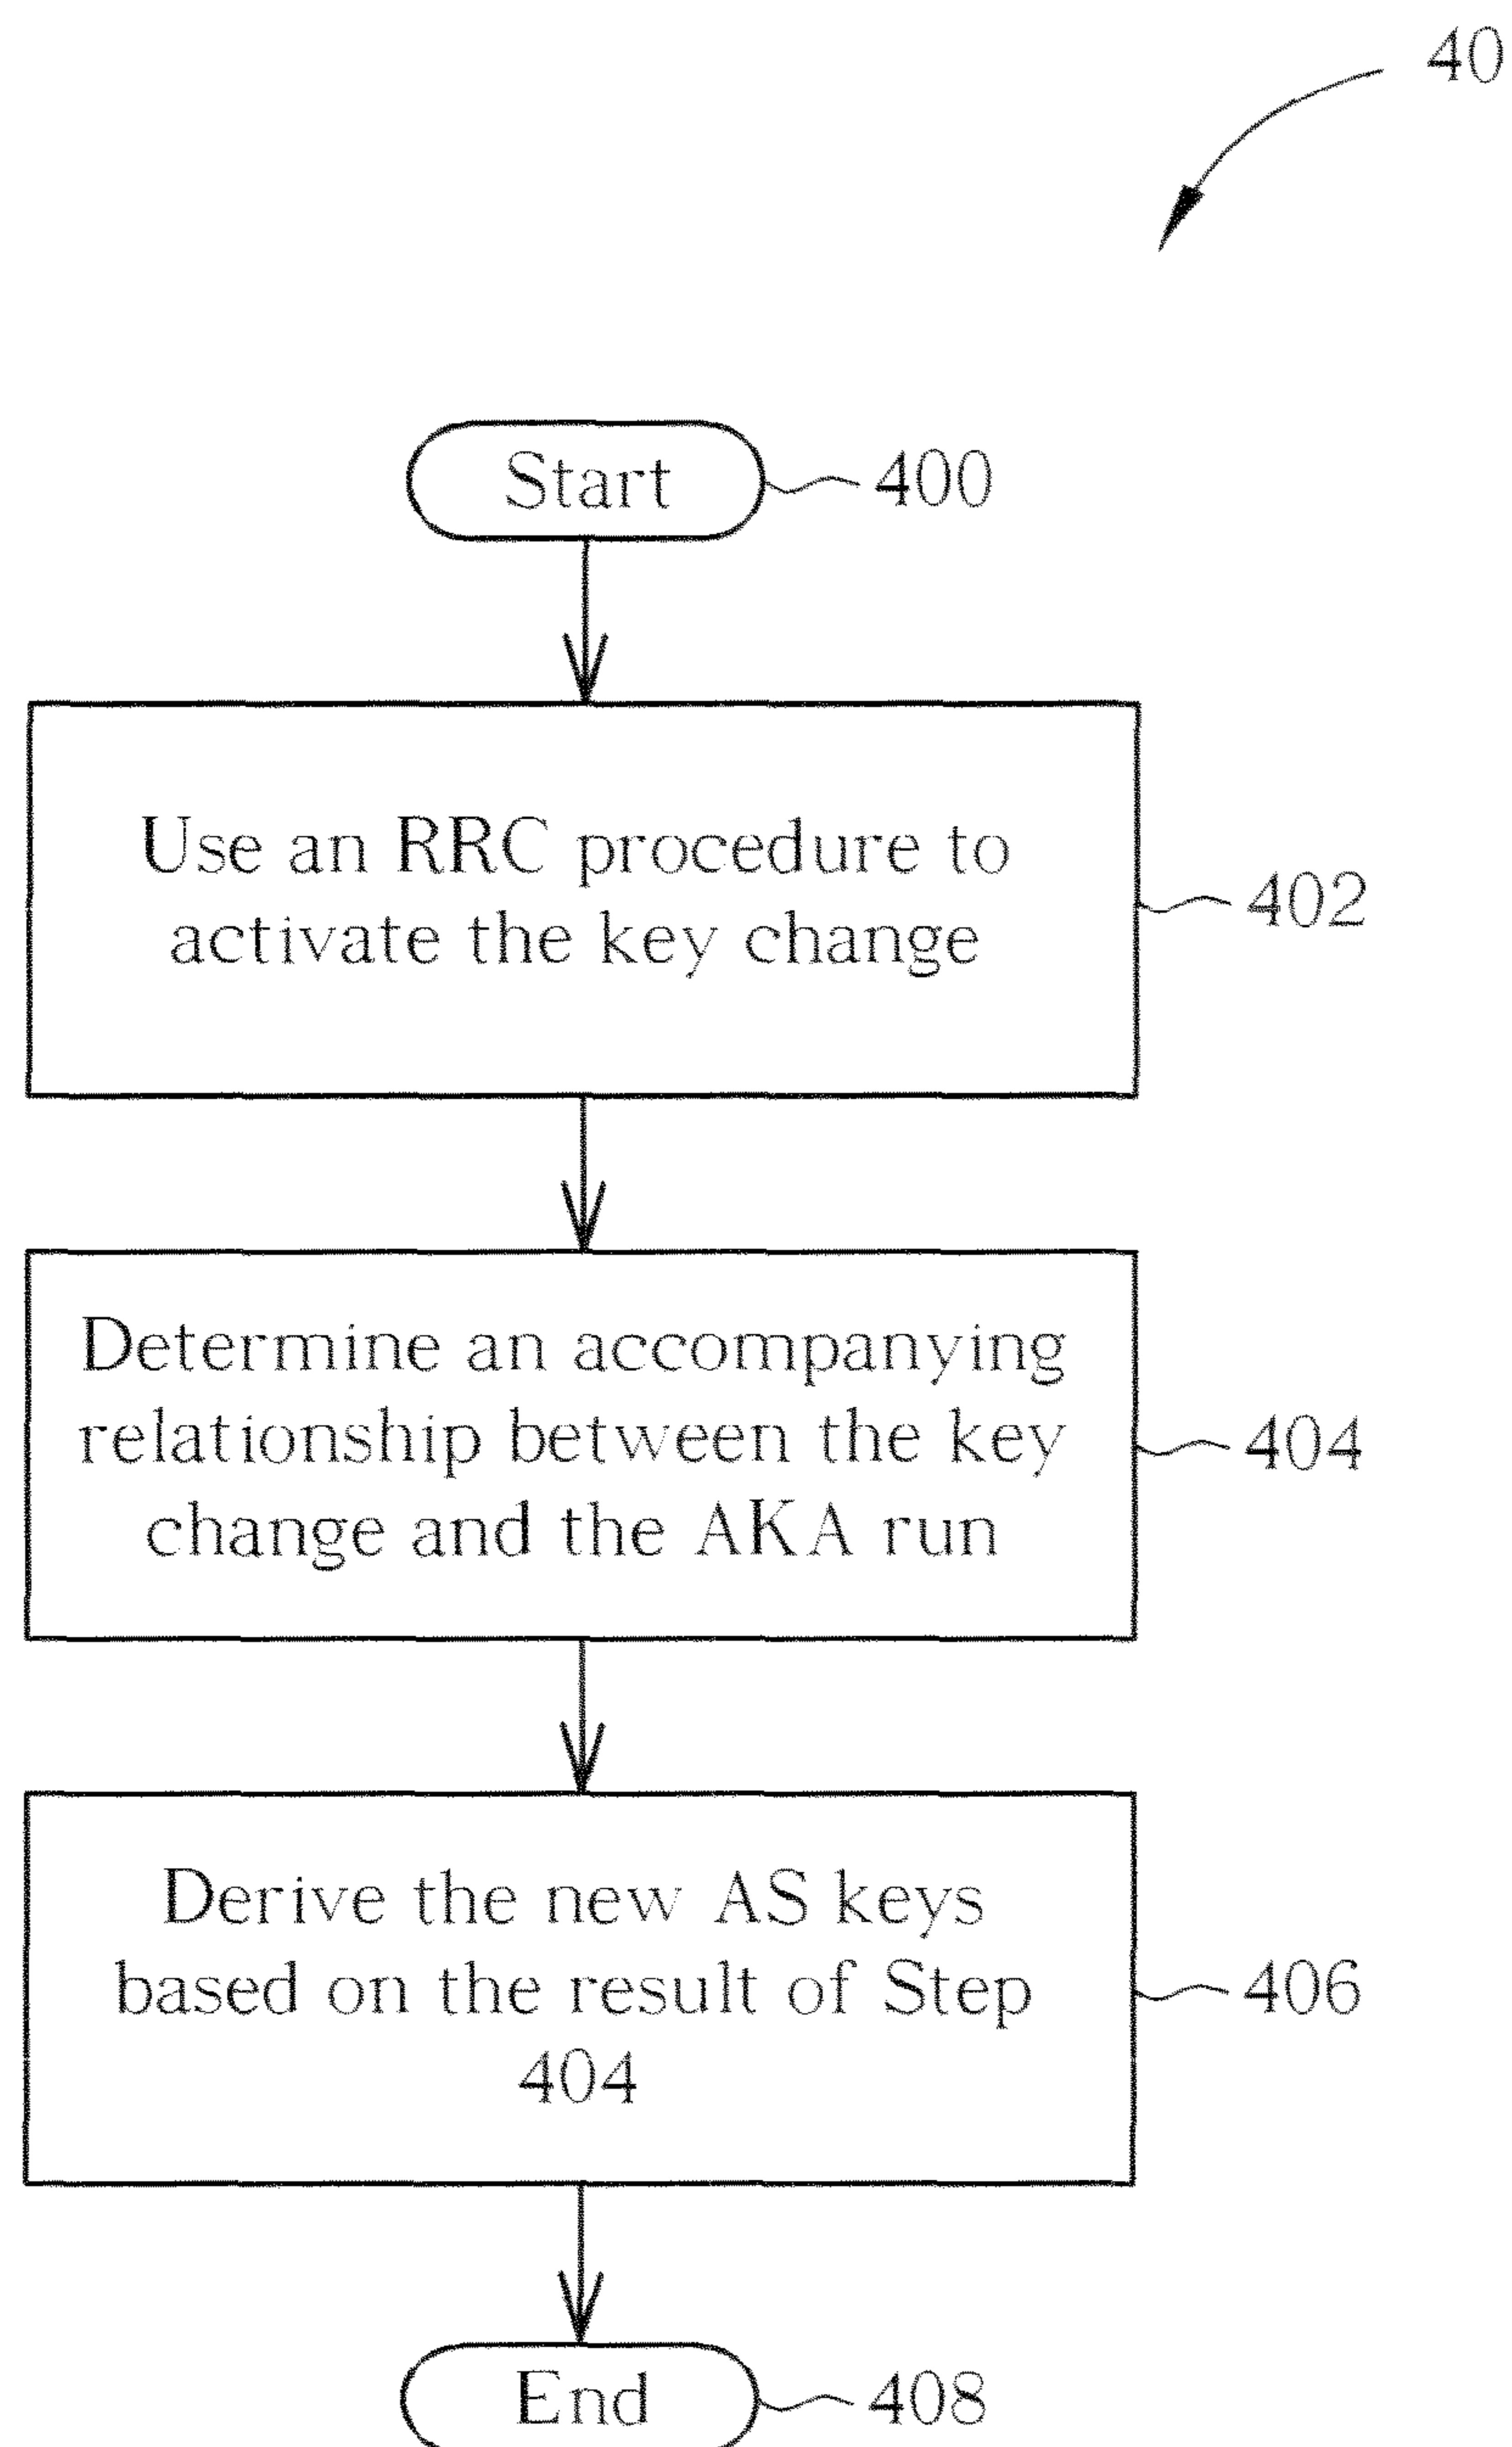 40
Start
400
Use an RRC procedure to
activate the key change
402
Determine an accompanying
relationship between the key
change and the AKA run
404
Derive the new AS keys
based on the result of Step
404
406
End
408